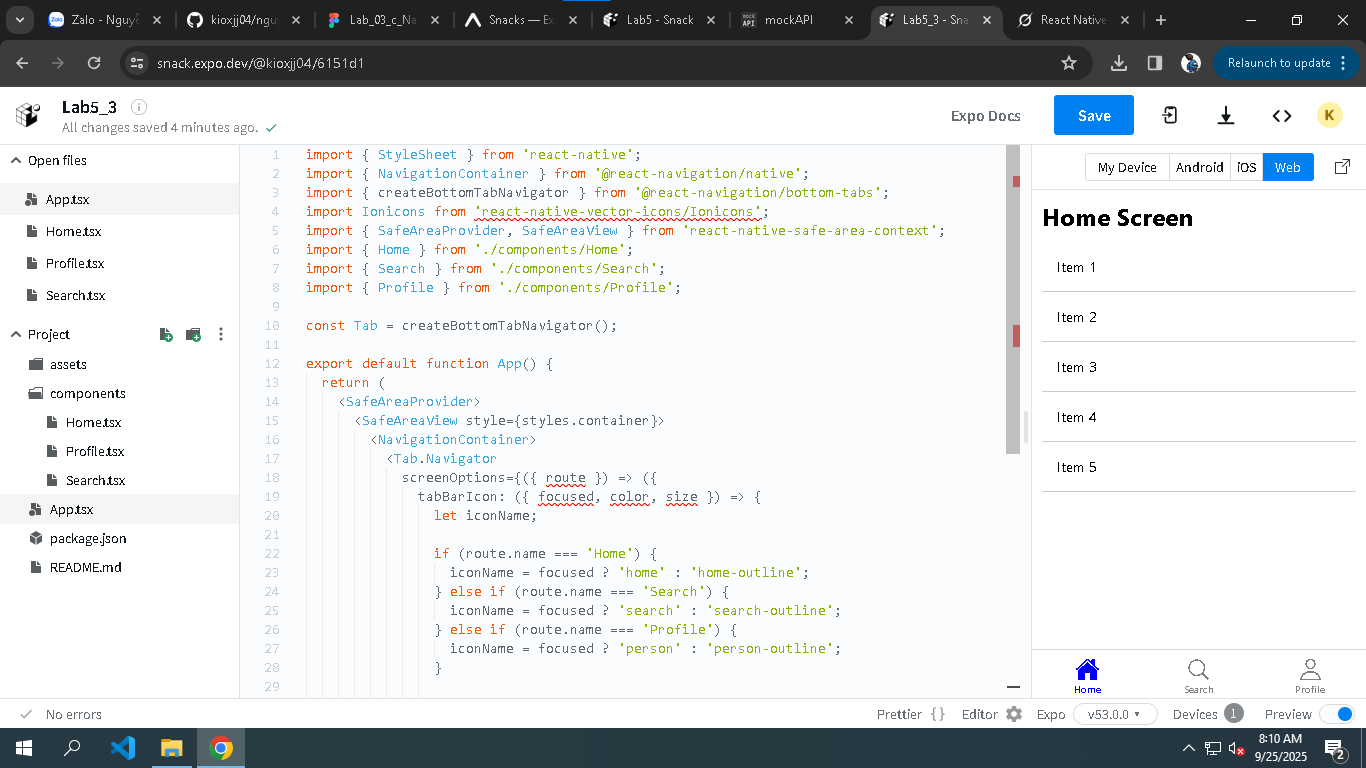 Zalo - Nguyễ
kioxjj04/ngu
Lab_03_c_Na
Snacks — Ex
Lab5 - Snack
mockAPI
Lab5_3 - Sna
React Native
snack.expo.dev/@kioxjj04/6151d1
Relaunch to update
Lab5_3
All changes saved 4 minutes ago.
Expo Docs
Save
K
Open files
App.tsx
Home.tsx
Profile.tsx
Search.tsx
Project
assets
components
Home.tsx
Profile.tsx
Search.tsx
App.tsx
package.json
README.md
1 import { StyleSheet } from 'react-native';
2 import { NavigationContainer } from '@react-navigation/native';
3 import { createBottomTabNavigator } from '@react-navigation/bottom-tabs';
4 import Ionicons from 'react-native-vector-icons/Ionicons';
5 import { SafeAreaProvider, SafeAreaView } from 'react-native-safe-area-context';
6 import { Home } from './components/Home';
7 import { Search } from './components/Search';
8 import { Profile } from './components/Profile';
9
10 const Tab = createBottomTabNavigator();
11
12 export default function App() {
13 return (
14 <SafeAreaProvider>
15 <SafeAreaView style={styles.container}>
16 <NavigationContainer>
17 <Tab.Navigator
18 screenOptions={({ route }) => ({
19 tabBarIcon: ({ focused, color, size }) => {
20 let iconName;
21
22 if (route.name === 'Home') {
23 iconName = focused ? 'home' : 'home-outline';
24 } else if (route.name === 'Search') {
25 iconName = focused ? 'search' : 'search-outline';
26 } else if (route.name === 'Profile') {
27 iconName = focused ? 'person' : 'person-outline';
28 }
29
My Device
Android
iOS
Web
Home Screen
Item 1
Item 2
Item 3
Item 4
Item 5
Home
Search
Profile
No errors
Prettier {}
Editor
Expo
v53.0.0
Devices 1
Preview
8:10 AM
9/25/2025
2